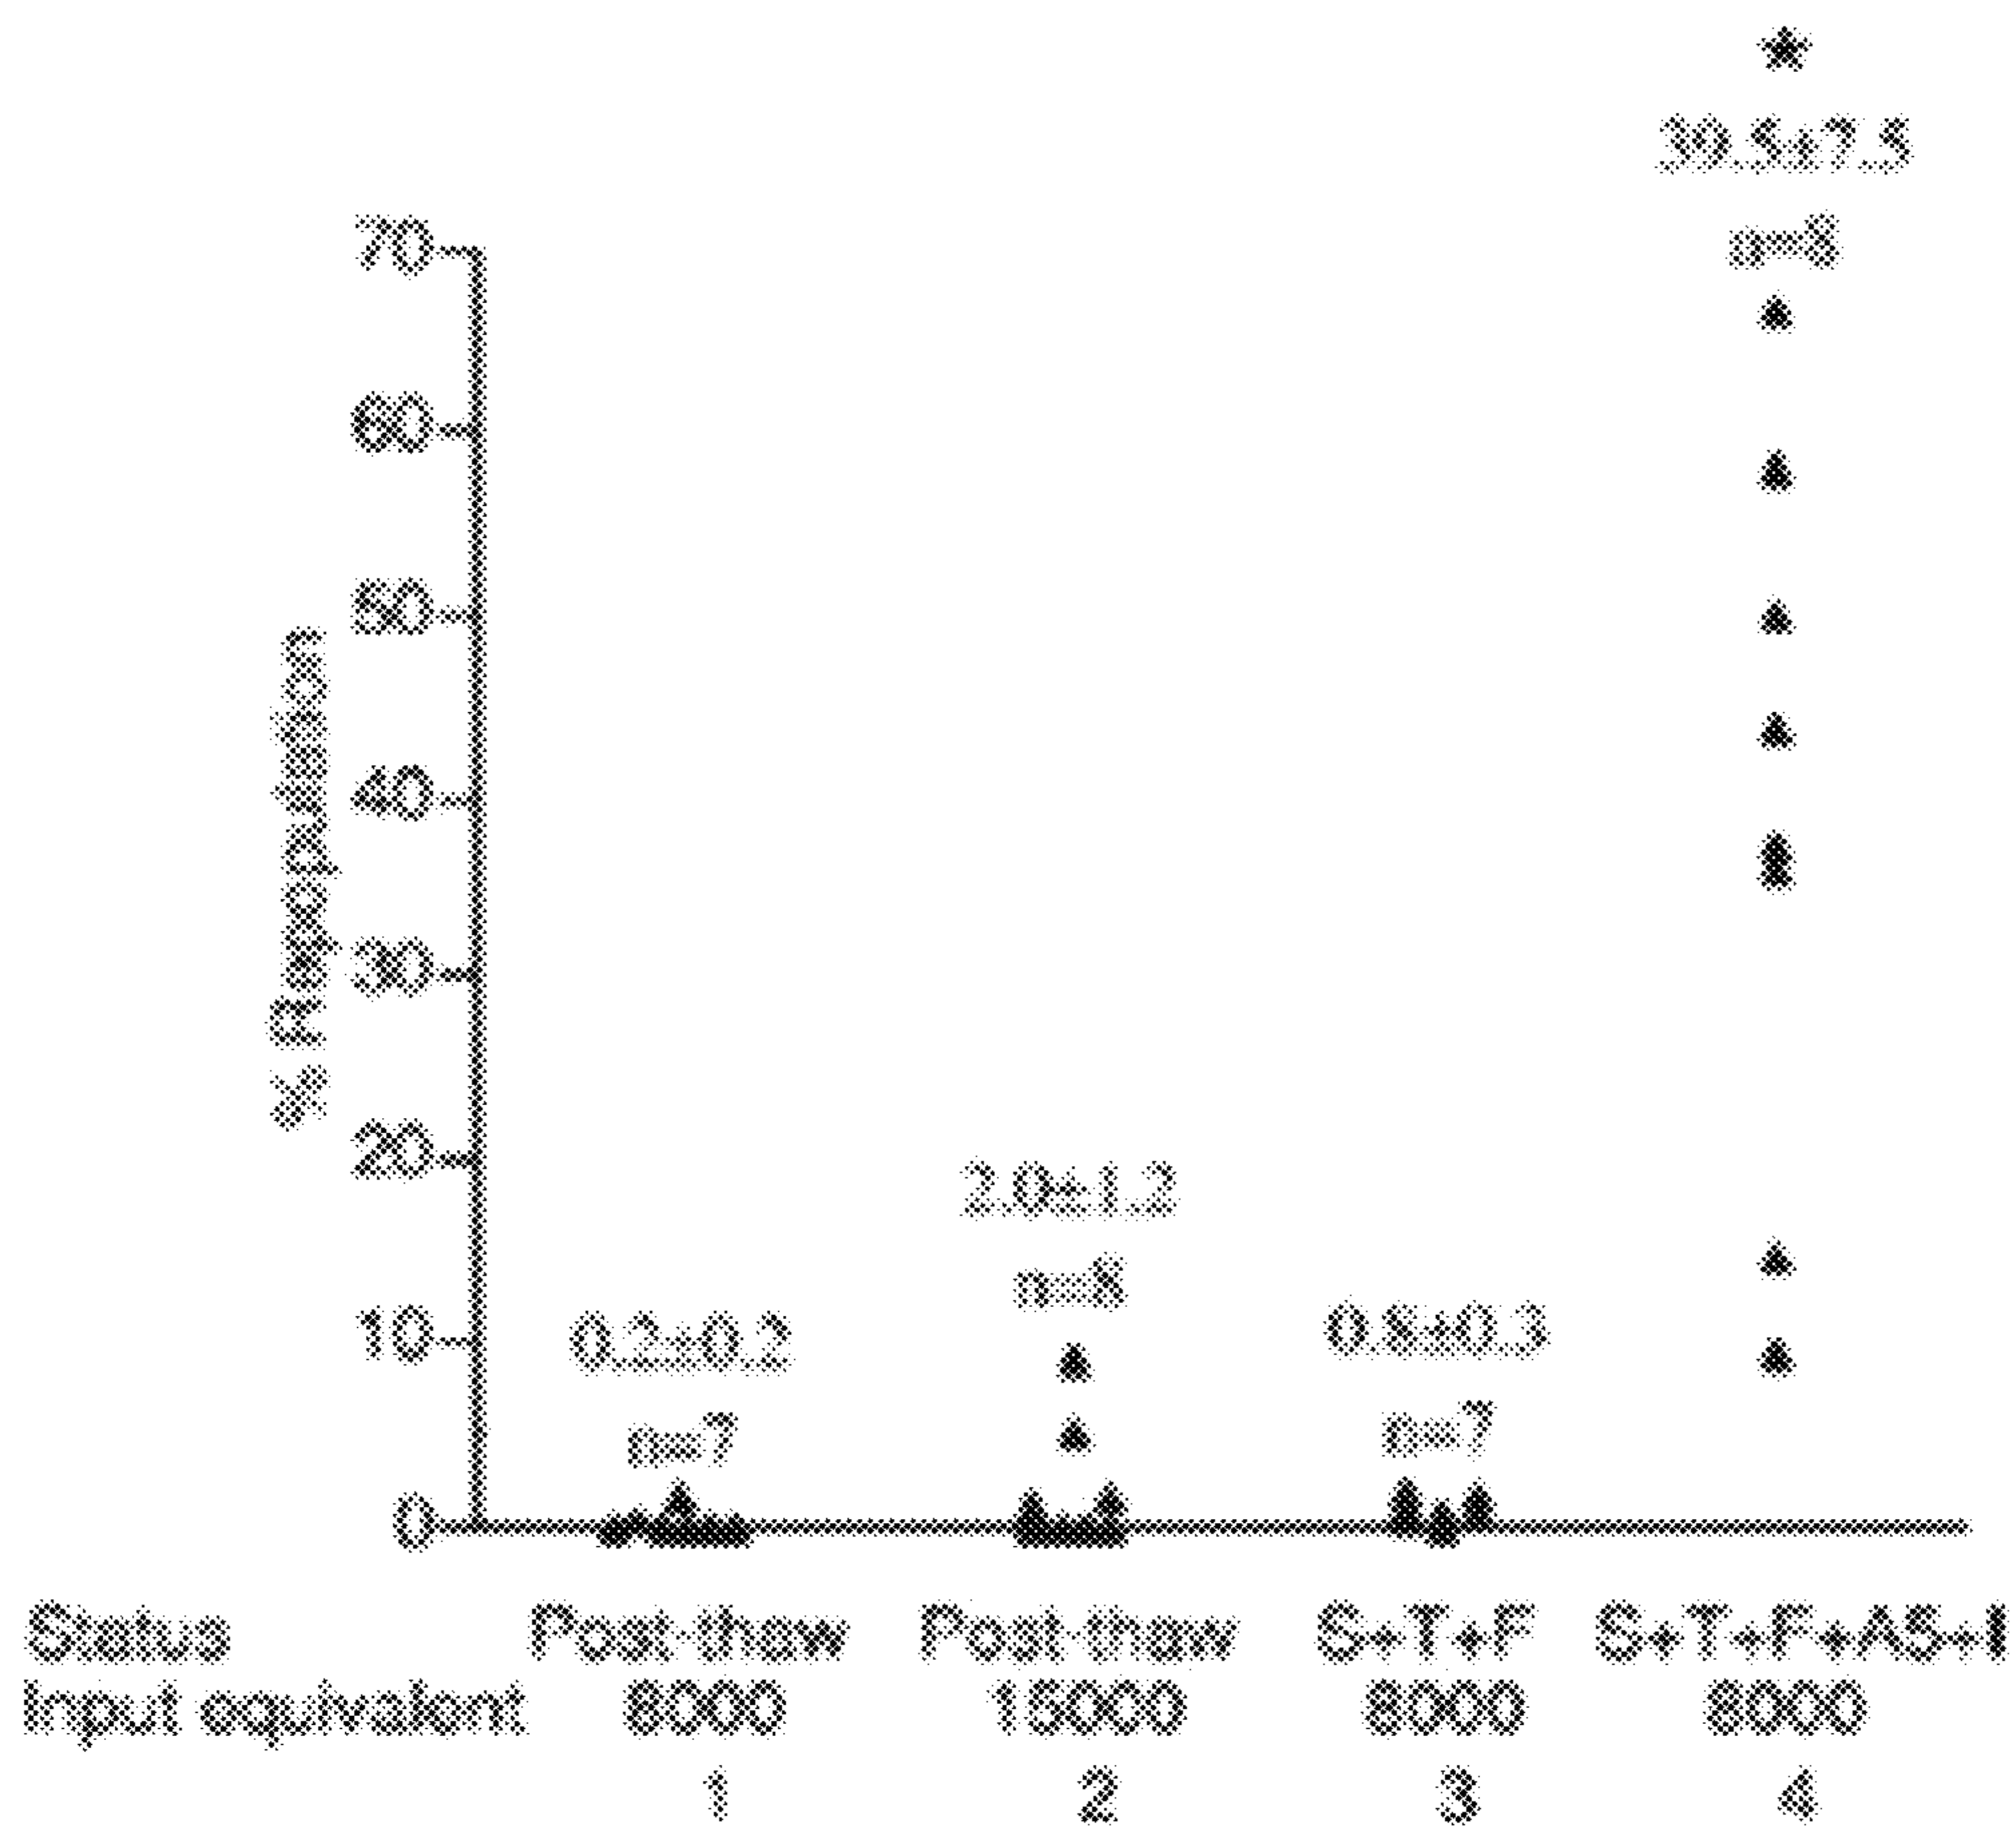 *
39.5±7.5
n=8
70
60
50
40
30
20
10
0
% IT repopulation
2.0±1.2
n=8
0.2±0.2
n=7
0.8±0.3
n=7
Status Post-thaw Post-thaw S+T+F S+T+F+AS+I
Input equivalent 8000 15000 8000 8000
1 2 3 4